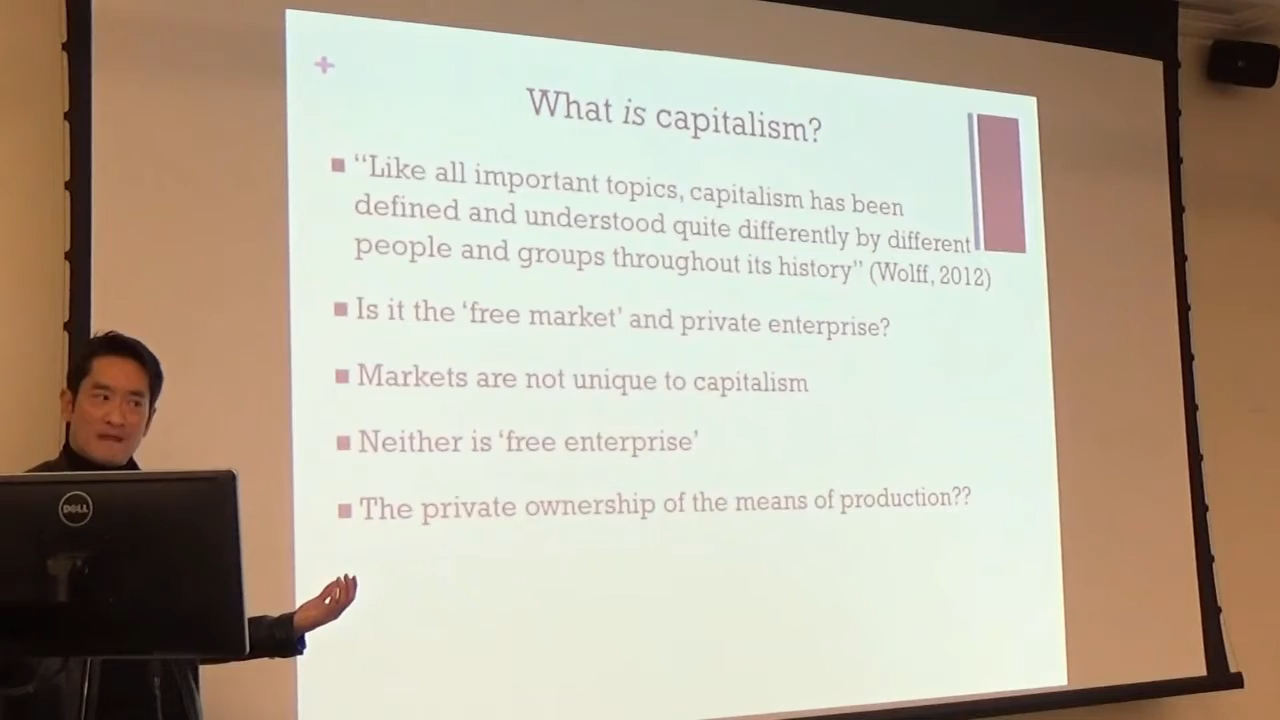 What is capitalism?
“Like all important topics, capitalism has been
defined and understood quite differently by different
people and groups throughout its history” (Wolff, 2012)
Is it the ‘free market’ and private enterprise?
Markets are not unique to capitalism
Neither is ‘free enterprise’
The private ownership of the means of production??
DELL